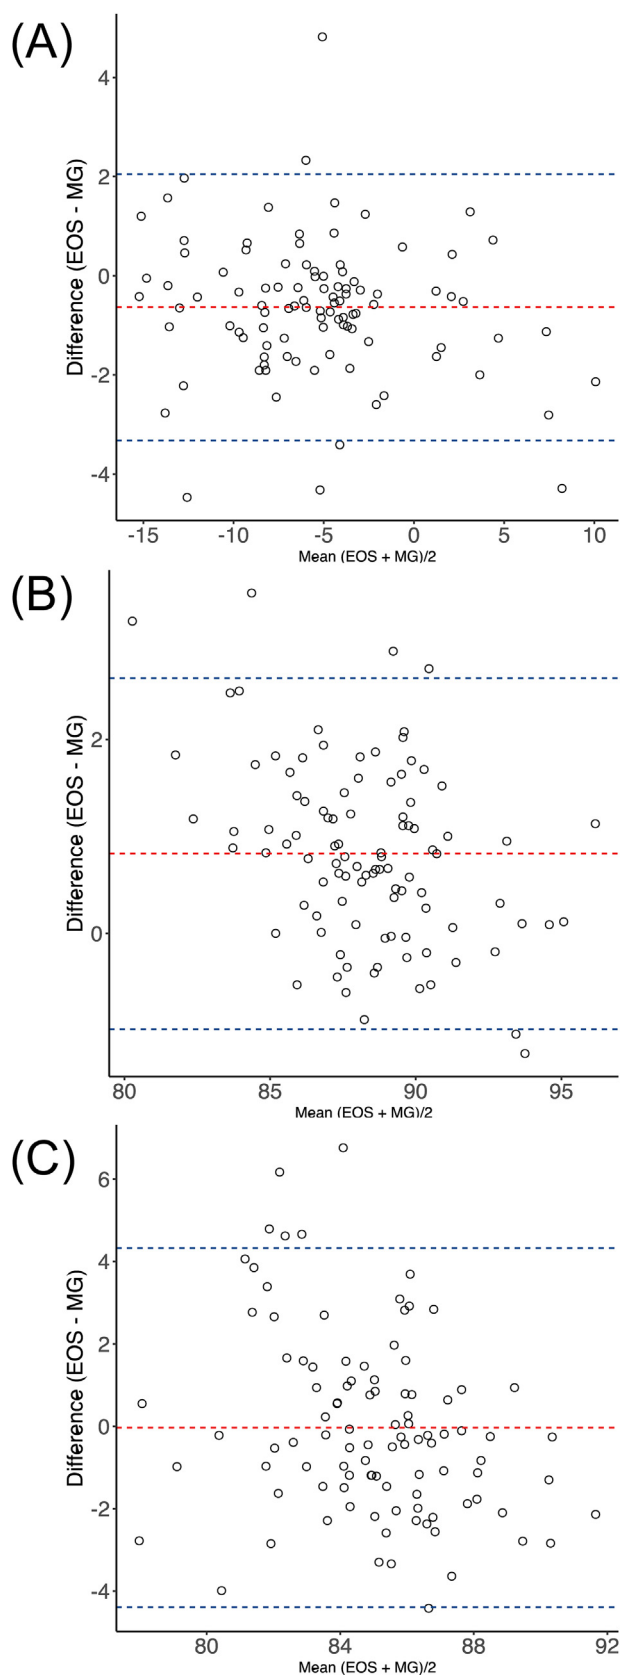 (A)
Difference (EOS - MG)
4
2
0
-2
-4
-15 -10 -5 0 5 10
Mean (EOS + MG)/2
(B)
Difference (EOS - MG)
2
0
80 85 90 95
Mean (EOS + MG)/2
(C)
Difference (EOS - MG)
6
4
2
0
-2
-4
80 84 88 92
Mean (EOS + MG)/2